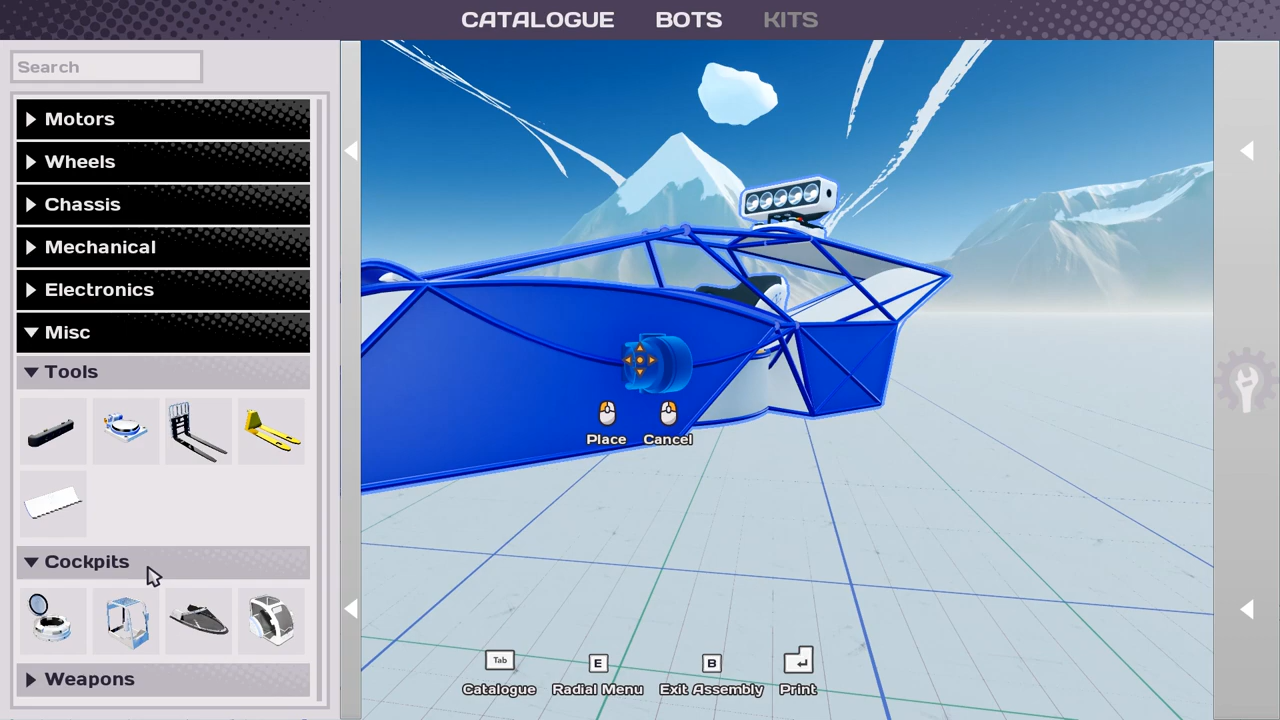 CATALOGUE BOTS KITS
Search
Motors
Wheels
Chassis
Mechanical
Electronics
Misc
Tools
Cockpits
Weapons
Place Cancel
Tab E B
Catalogue Radial Menu Exit Assembly Print